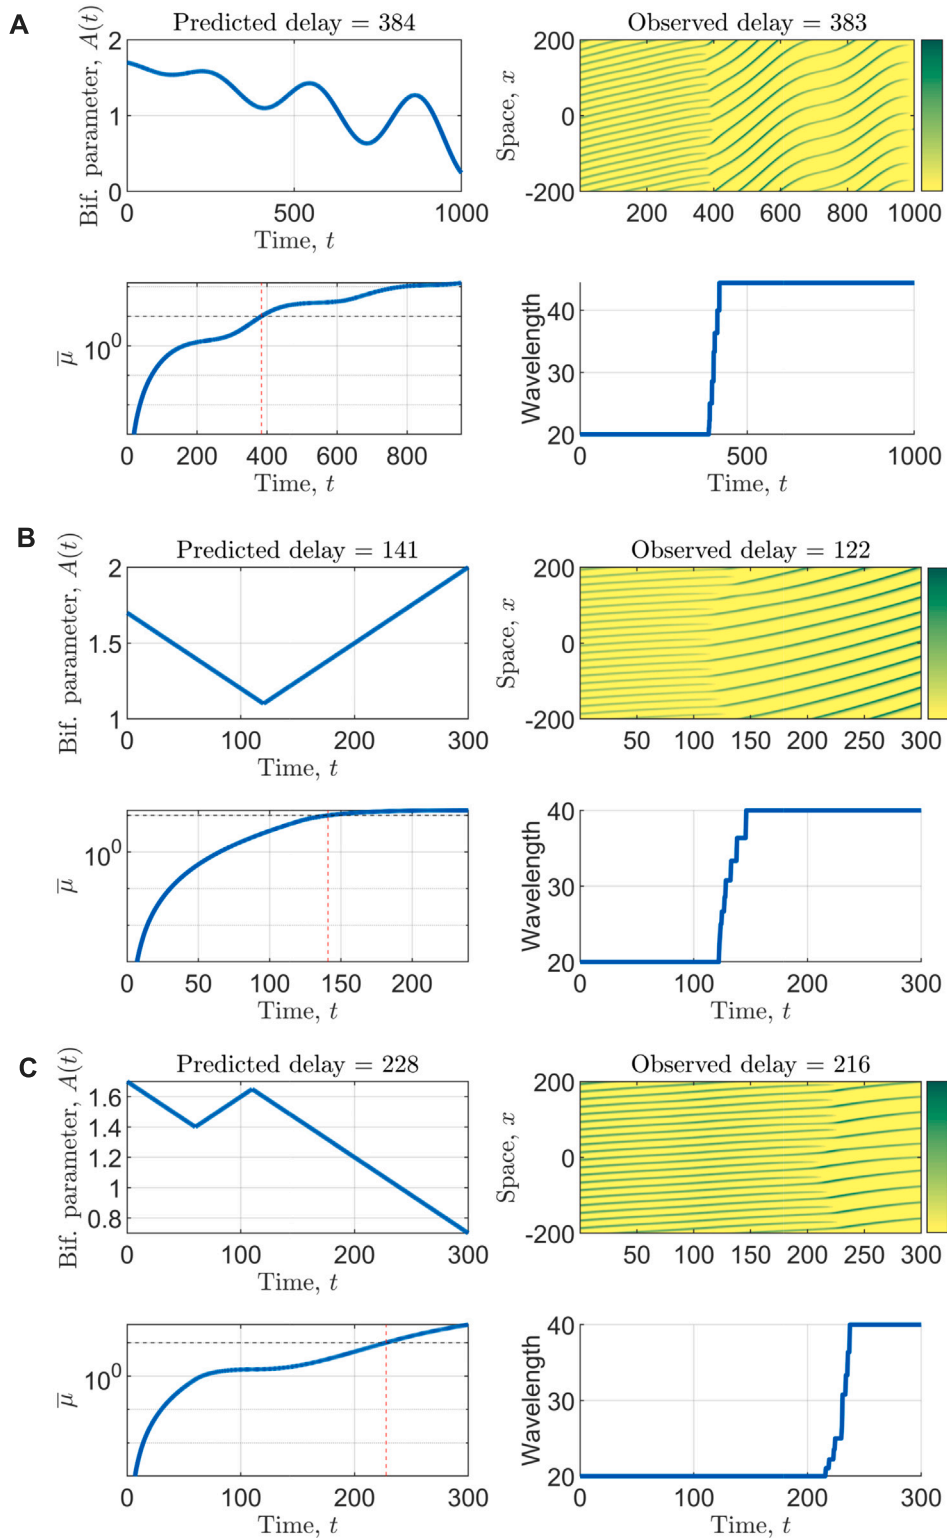 A
Predicted delay = 384
Bif. parameter, A(t)
2
1
0
0
500
1000
Time, t
Observed delay = 383
Space, x
200
0
-200
200
400
600
800
1000
μ̅
10⁰
0
200
400
600
800
Time, t
Wavelength
40
30
20
0
500
1000
Time, t
B
Predicted delay = 141
Bif. parameter, A(t)
2
1.5
1
0
100
200
300
Time, t
Observed delay = 122
Space, x
200
0
-200
50
100
150
200
250
300
μ̅
10⁰
0
50
100
150
200
Time, t
Wavelength
40
30
20
0
100
200
300
Time, t
C
Predicted delay = 228
Bif. parameter, A(t)
1.6
1.4
1.2
1
0.8
0
100
200
300
Time, t
Observed delay = 216
Space, x
200
0
-200
50
100
150
200
250
300
μ̅
10⁰
0
100
200
300
Time, t
Wavelength
40
30
20
0
100
200
300
Time, t